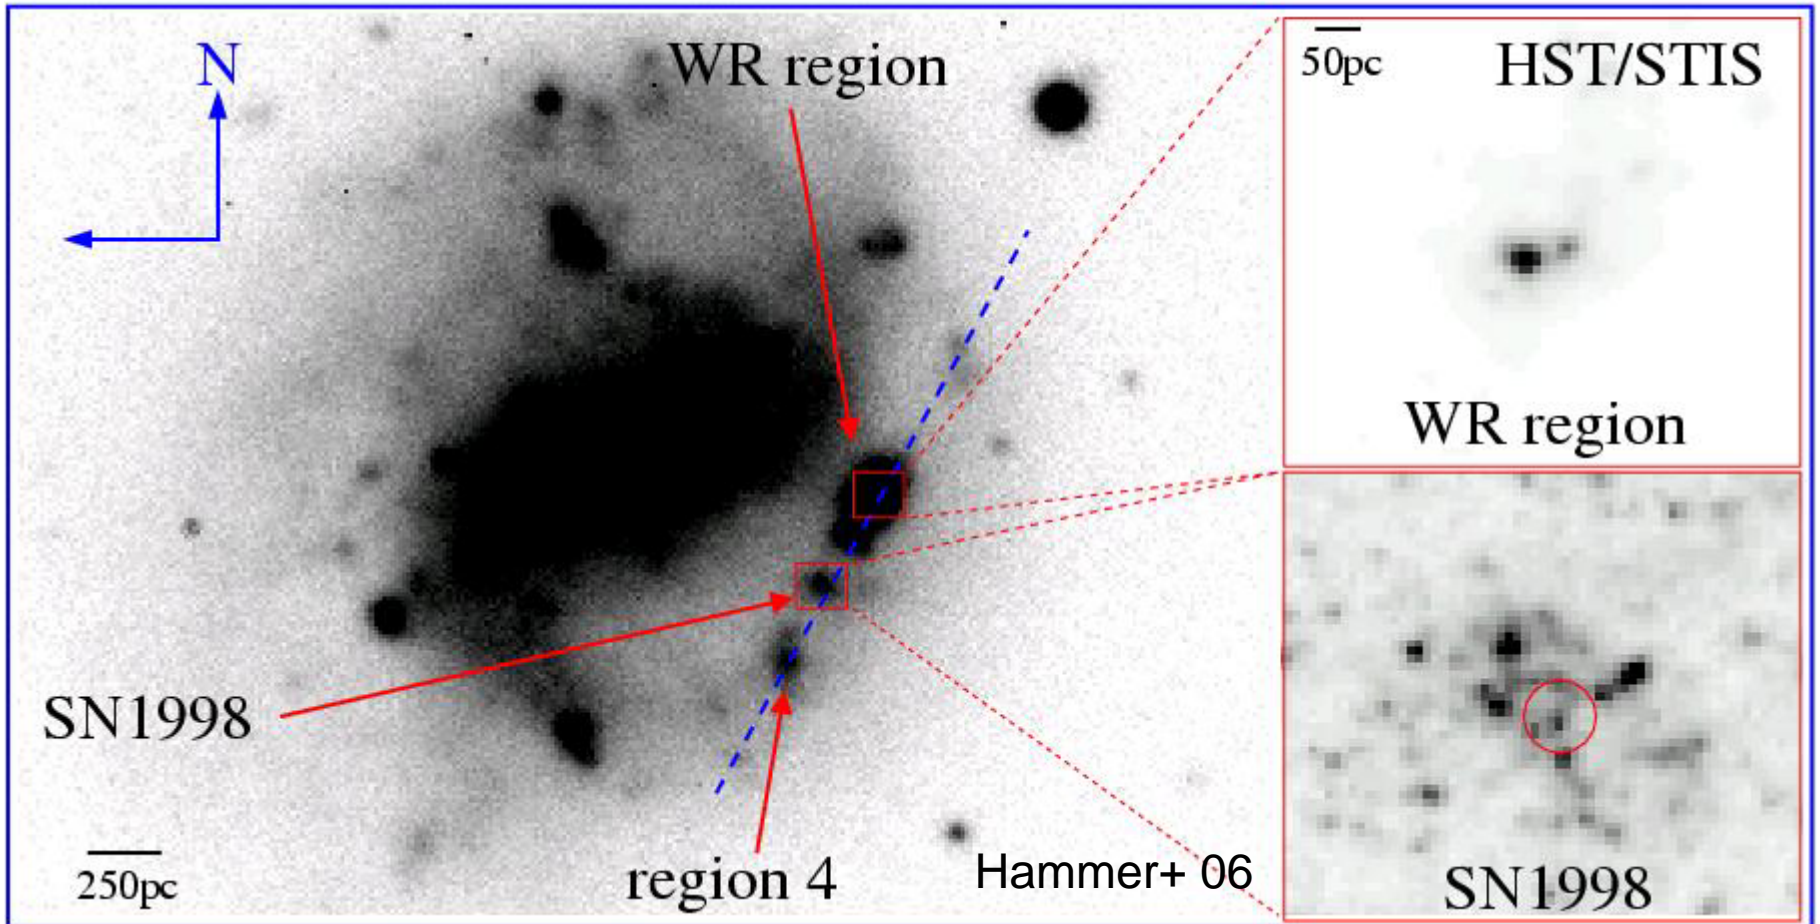 N
WR region
SN1998
250pc
region 4
Hammer+ 06
50pc
HST/STIS
WR region
SN1998